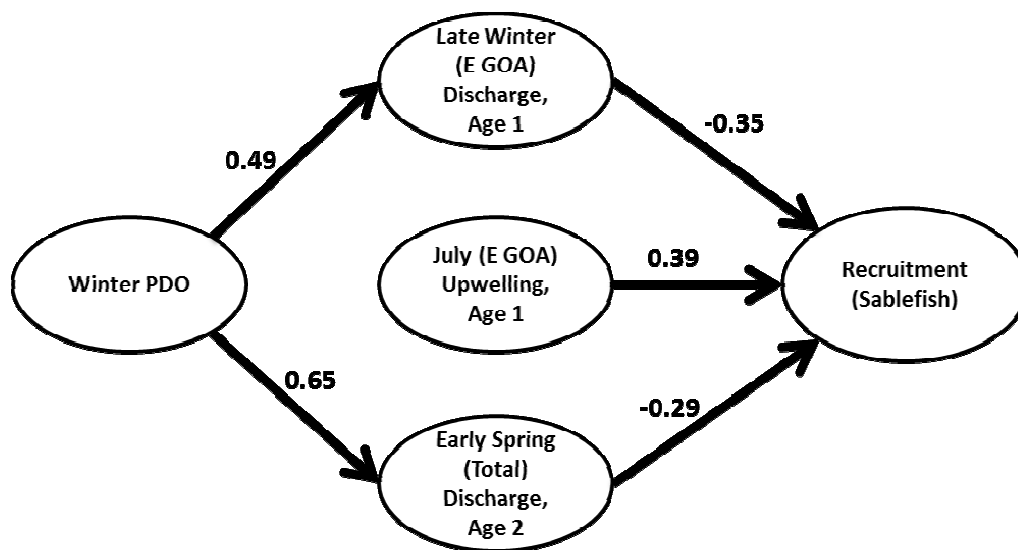 Late Winter
(E GOA)
Discharge,
Age 1
-0.35
0.49
Winter PDO
July (E GOA)
Upwelling,
Age 1
0.39
Recruitment
(Sablefish)
0.65
-0.29
Early Spring
(Total)
Discharge,
Age 2